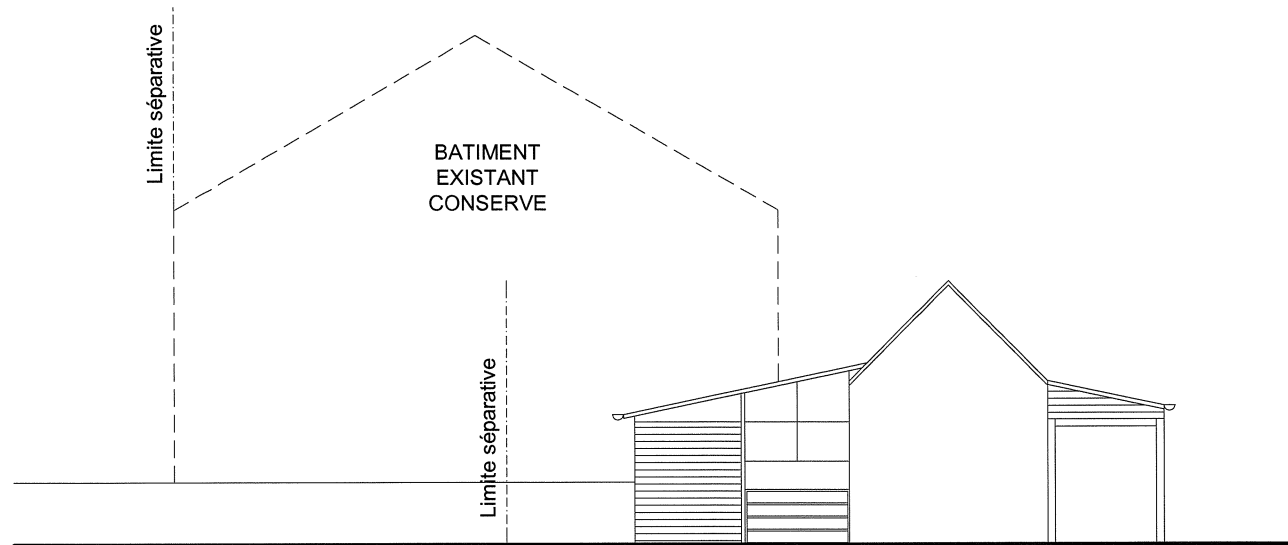 Limite séparative
BATIMENT
EXISTANT
CONSERVE
Limite séparative